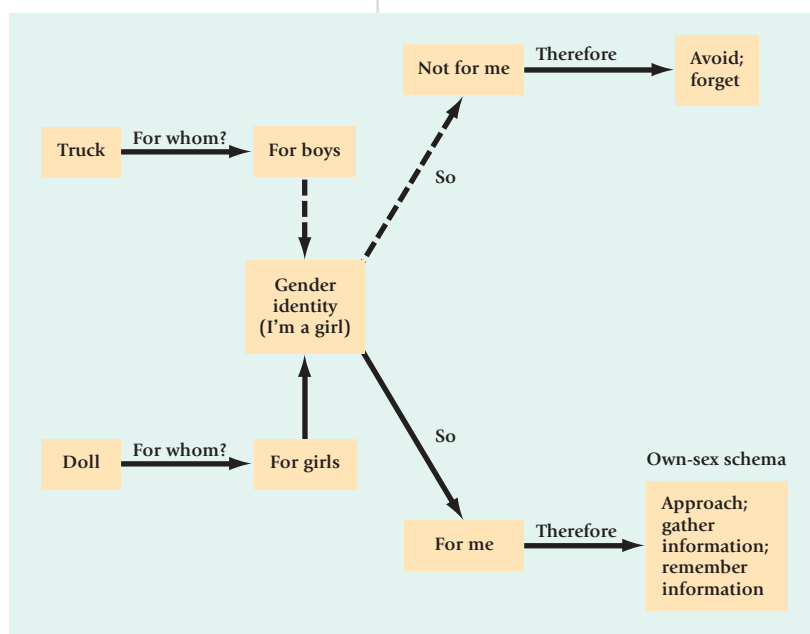 Not for me
Therefore
Avoid;
forget
Truck
For whom?
For boys
So
Gender
identity
(I'm a girl)
Doll
For whom?
For girls
So
Own-sex schema
For me
Therefore
Approach;
gather
information;
remember
information